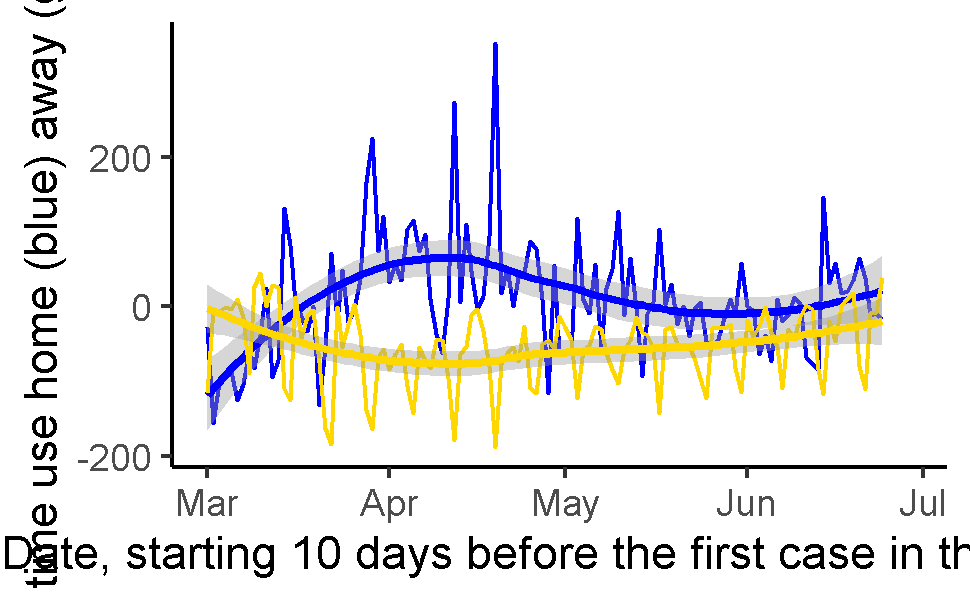 time use home (blue) away (
200
0
-200
Mar Apr May Jun Jul
Date, starting 10 days before the first case in th